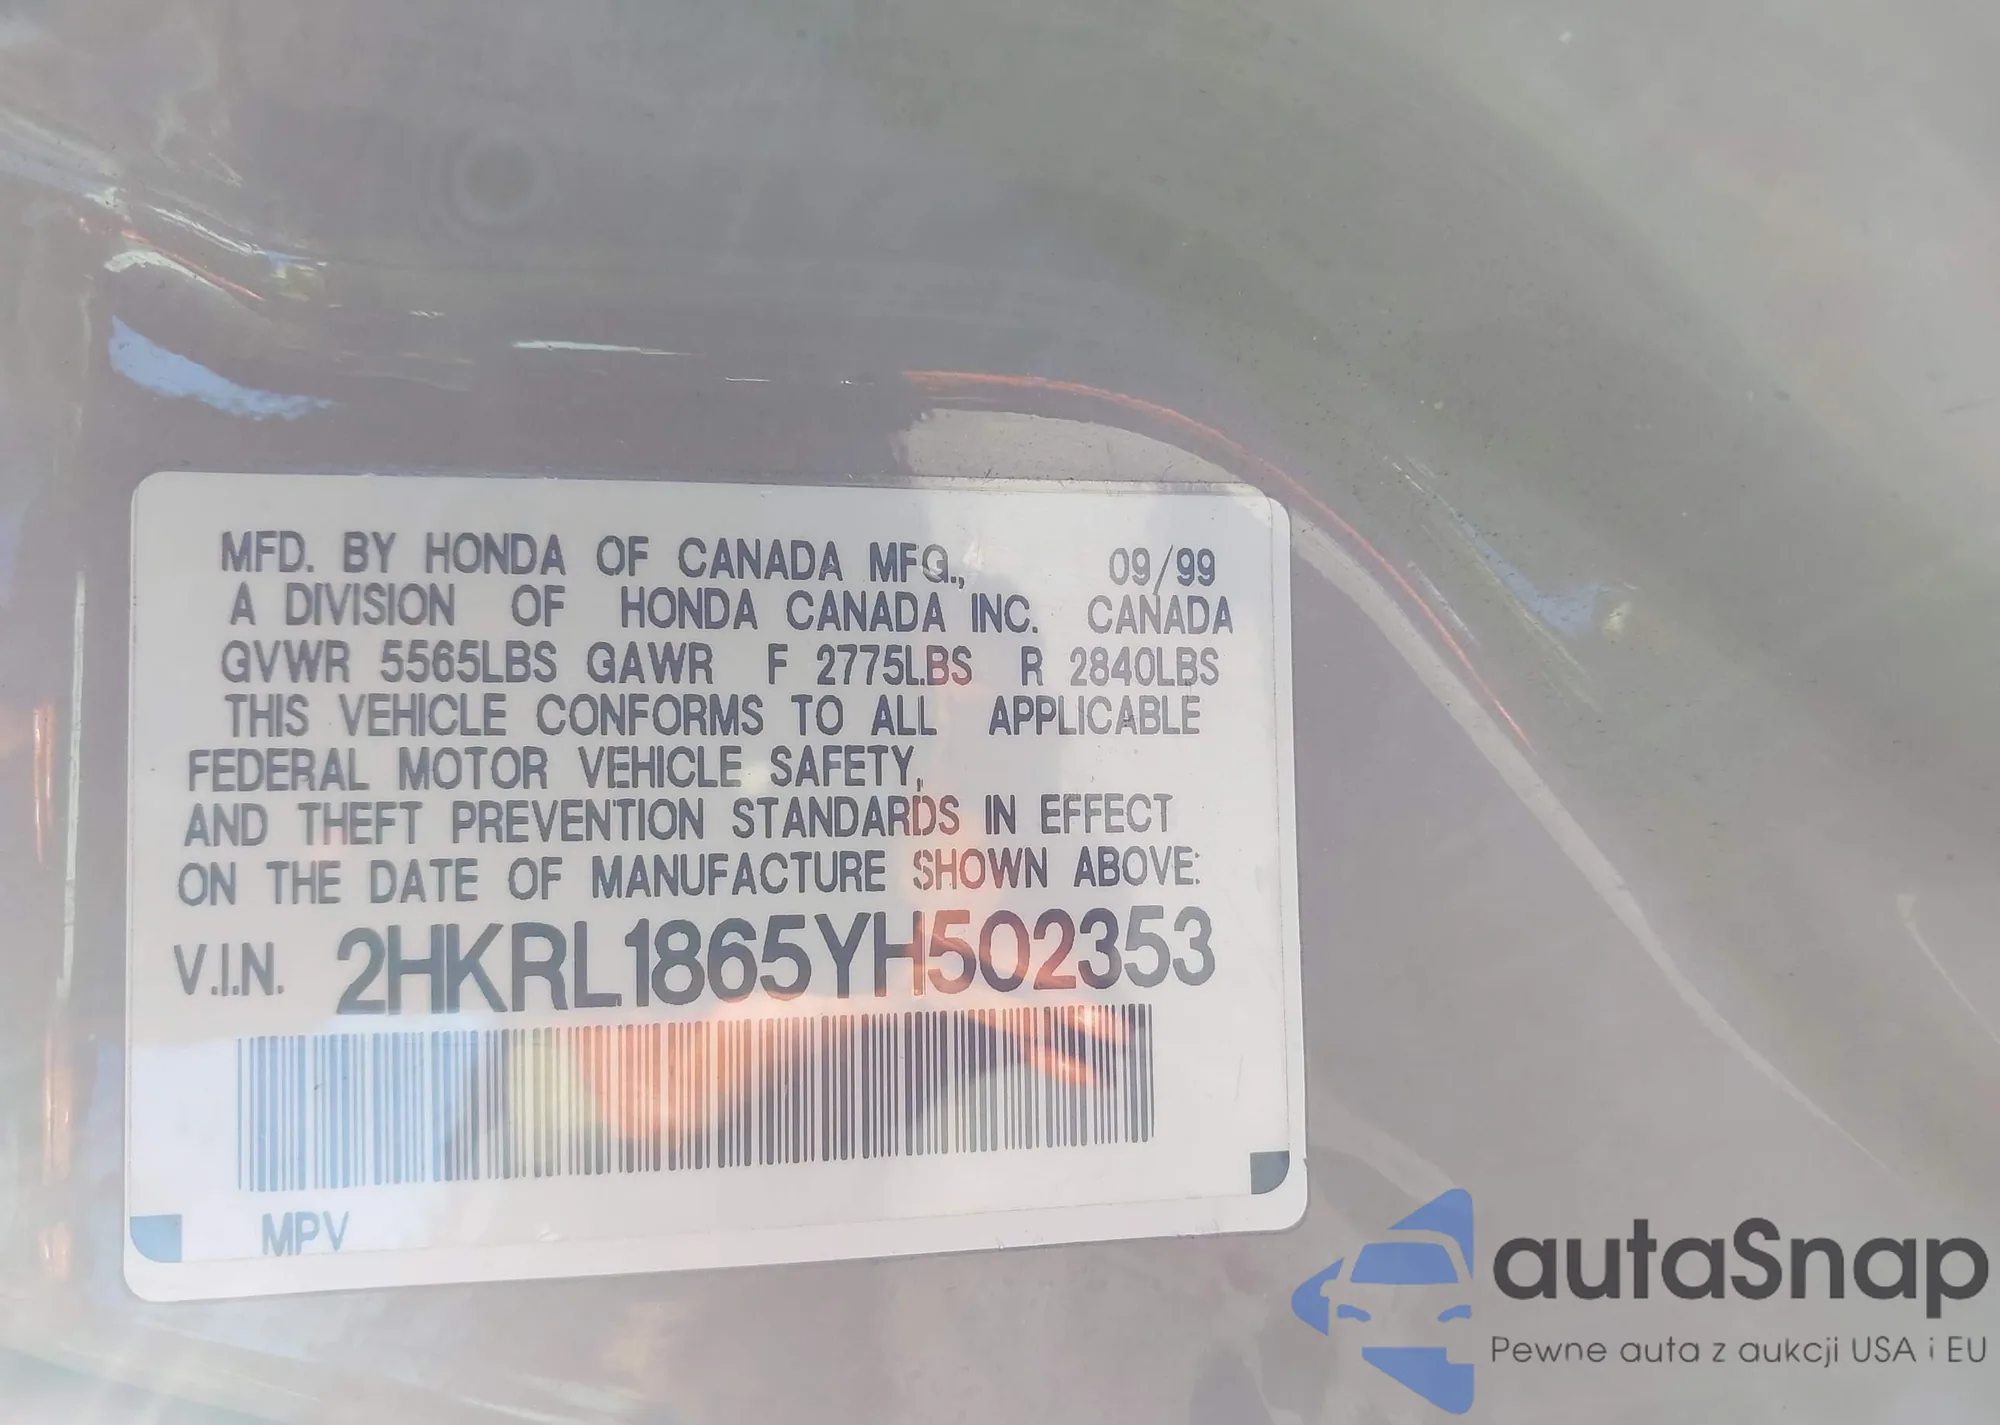 MFD. BY HONDA OF CANADA MFG., 09/99
A DIVISION OF HONDA CANADA INC. CANADA
GVWR 5565LBS GAWR F 2775LBS R 2840LBS
THIS VEHICLE CONFORMS TO ALL APPLICABLE
FEDERAL MOTOR VEHICLE SAFETY,
AND THEFT PREVENTION STANDARDS IN EFFECT
ON THE DATE OF MANUFACTURE SHOWN ABOVE:
V.I.N. 2HKRL1865YH502353
MPV
autaSnap
Pewne auta z aukcji USA i EU